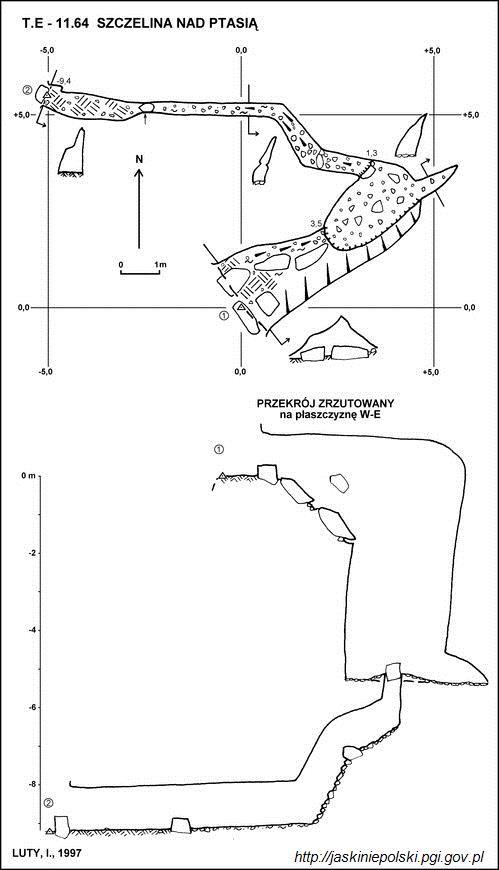 T.E - 11.64 SZCZELINA NAD PTASIĄ
-5,0
0,0
+5,0
②
-9,4
+5,0
+5,0
1,3
N
0 1m
3,5
0,0
①
0,0
-5,0
0,0
+5,0
PRZEKRÓJ ZRZUTOWANY
na płaszczyznę W-E
①
0 m
-2
-4
-6
-8
②
LUTY, I., 1997
http://jaskiniepolski.pgi.gov.pl